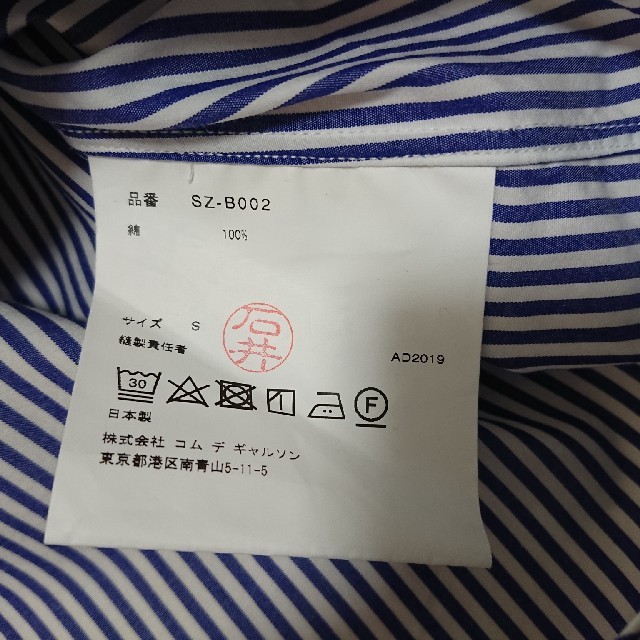 品番 SZ-B002
綿 100%
サイズ S
縫製責任者
石井
AD2019
30
F
日本製
株式会社 コム デ ギャルソン
東京都港区南青山5-11-5